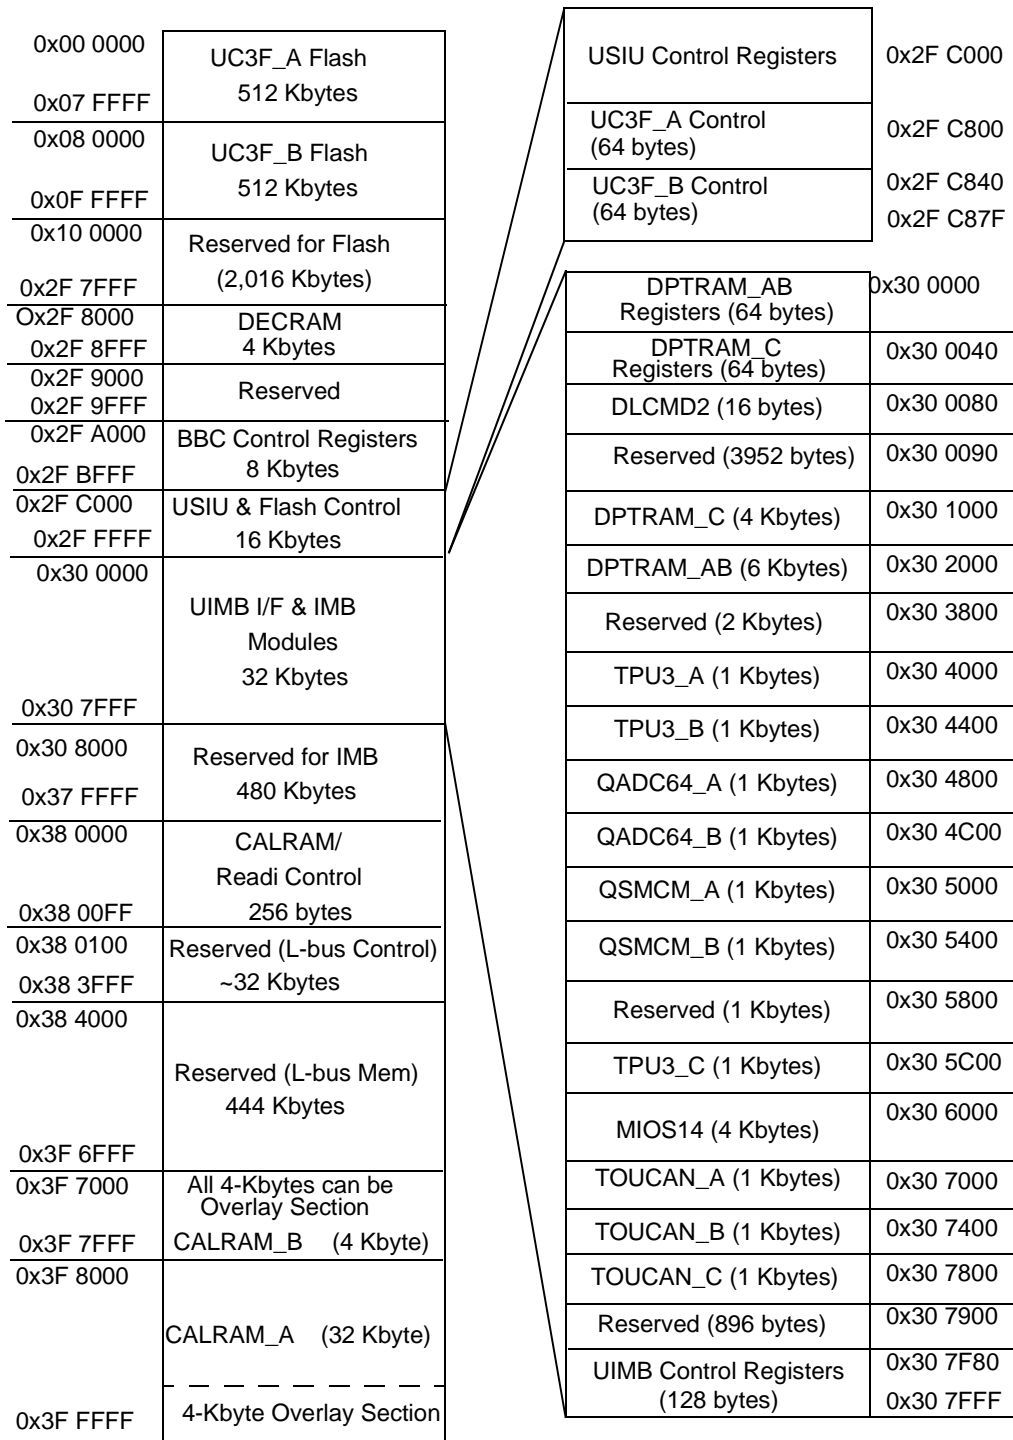 0x00 0000
UC3F_A Flash
512 Kbytes
0x07 FFFF
0x08 0000
UC3F_B Flash
512 Kbytes
0x0F FFFF
0x10 0000
Reserved for Flash
(2,016 Kbytes)
0x2F 7FFF
Ox2F 8000
DECRAM
4 Kbytes
0x2F 8FFF
0x2F 9000
Reserved
0x2F 9FFF
0x2F A000
BBC Control Registers
8 Kbytes
0x2F BFFF
0x2F C000
USIU & Flash Control
16 Kbytes
0x2F FFFF
0x30 0000
UIMB I/F & IMB
Modules
32 Kbytes
0x30 7FFF
0x30 8000
Reserved for IMB
480 Kbytes
0x37 FFFF
0x38 0000
CALRAM/
Readi Control
256 bytes
0x38 00FF
0x38 0100
Reserved (L-bus Control)
~32 Kbytes
0x38 3FFF
0x38 4000
Reserved (L-bus Mem)
444 Kbytes
0x3F 6FFF
0x3F 7000
All 4-Kbytes can be
Overlay Section
0x3F 7FFF
CALRAM_B (4 Kbyte)
0x3F 8000
CALRAM_A (32 Kbyte)
4-Kbyte Overlay Section
0x3F FFFF
USIU Control Registers
0x2F C000
UC3F_A Control
(64 bytes)
0x2F C800
UC3F_B Control
(64 bytes)
0x2F C840
0x2F C87F
DPTRAM_AB
Registers (64 bytes)
0x30 0000
DPTRAM_C
Registers (64 bytes)
0x30 0040
DLCMD2 (16 bytes)
0x30 0080
Reserved (3952 bytes)
0x30 0090
DPTRAM_C (4 Kbytes)
0x30 1000
DPTRAM_AB (6 Kbytes)
0x30 2000
Reserved (2 Kbytes)
0x30 3800
TPU3_A (1 Kbytes)
0x30 4000
TPU3_B (1 Kbytes)
0x30 4400
QADC64_A (1 Kbytes)
0x30 4800
QADC64_B (1 Kbytes)
0x30 4C00
QSMCM_A (1 Kbytes)
0x30 5000
QSMCM_B (1 Kbytes)
0x30 5400
Reserved (1 Kbytes)
0x30 5800
TPU3_C (1 Kbytes)
0x30 5C00
MIOS14 (4 Kbytes)
0x30 6000
TOUCAN_A (1 Kbytes)
0x30 7000
TOUCAN_B (1 Kbytes)
0x30 7400
TOUCAN_C (1 Kbytes)
0x30 7800
Reserved (896 bytes)
0x30 7900
UIMB Control Registers
(128 bytes)
0x30 7F80
0x30 7FFF